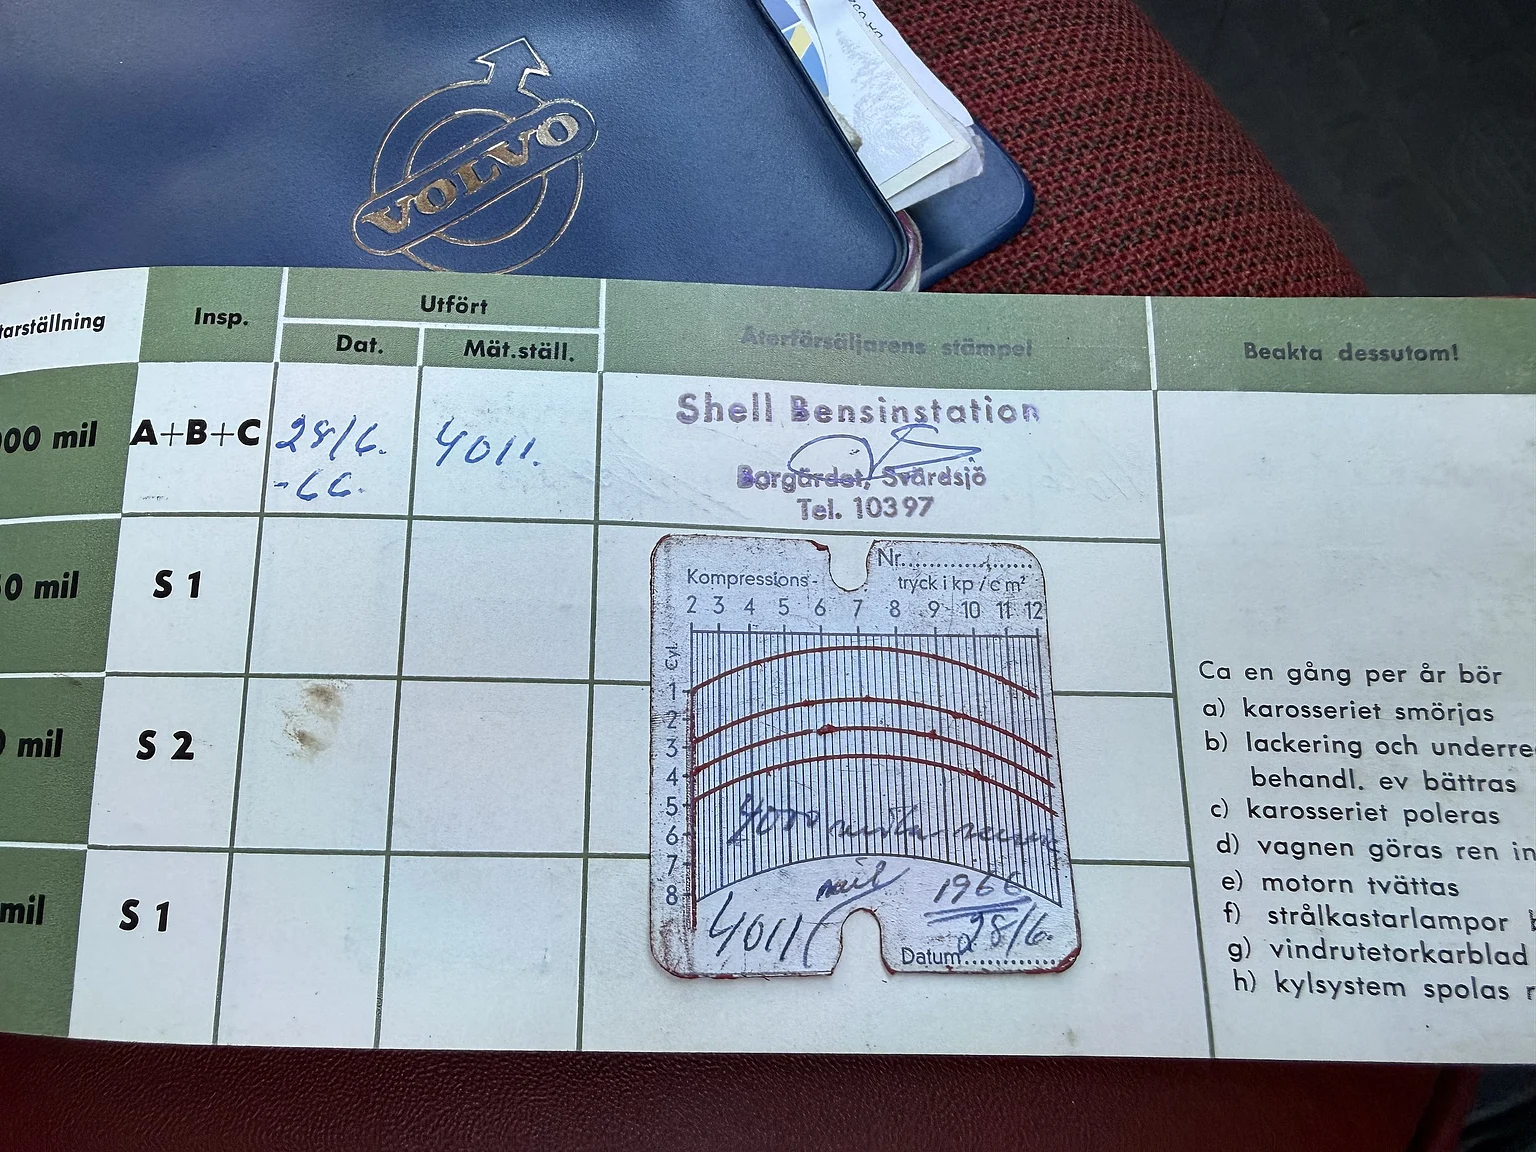 VOLVO
tarställning
Insp.
Utfört
Dat.
Mät.ställ.
Återförsäljarens stämpel
Beakta dessutom!
00 mil
A+B+C
28/6.
-66.
4011.
Shell Bensinstation
Borgärdet, Svärdsjö
Tel. 103 97
0 mil
S 1
mil
S 2
mil
S 1
Nr.
Kompressions-
tryck i kp/cm²
2 3 4 5 6 7 8 9 10 11 12
Cyl.
1
2
3
4
5
6
7
8
4000
mil
1966
4011
28/6.
Datum
Ca en gång per år bör
a) karosseriet smörjas
b) lackering och underre
behandl. ev bättras
c) karosseriet poleras
d) vagnen göras ren in
e) motorn tvättas
f) strålkastarlampor
g) vindrutetorkarblad
h) kylsystem spolas r